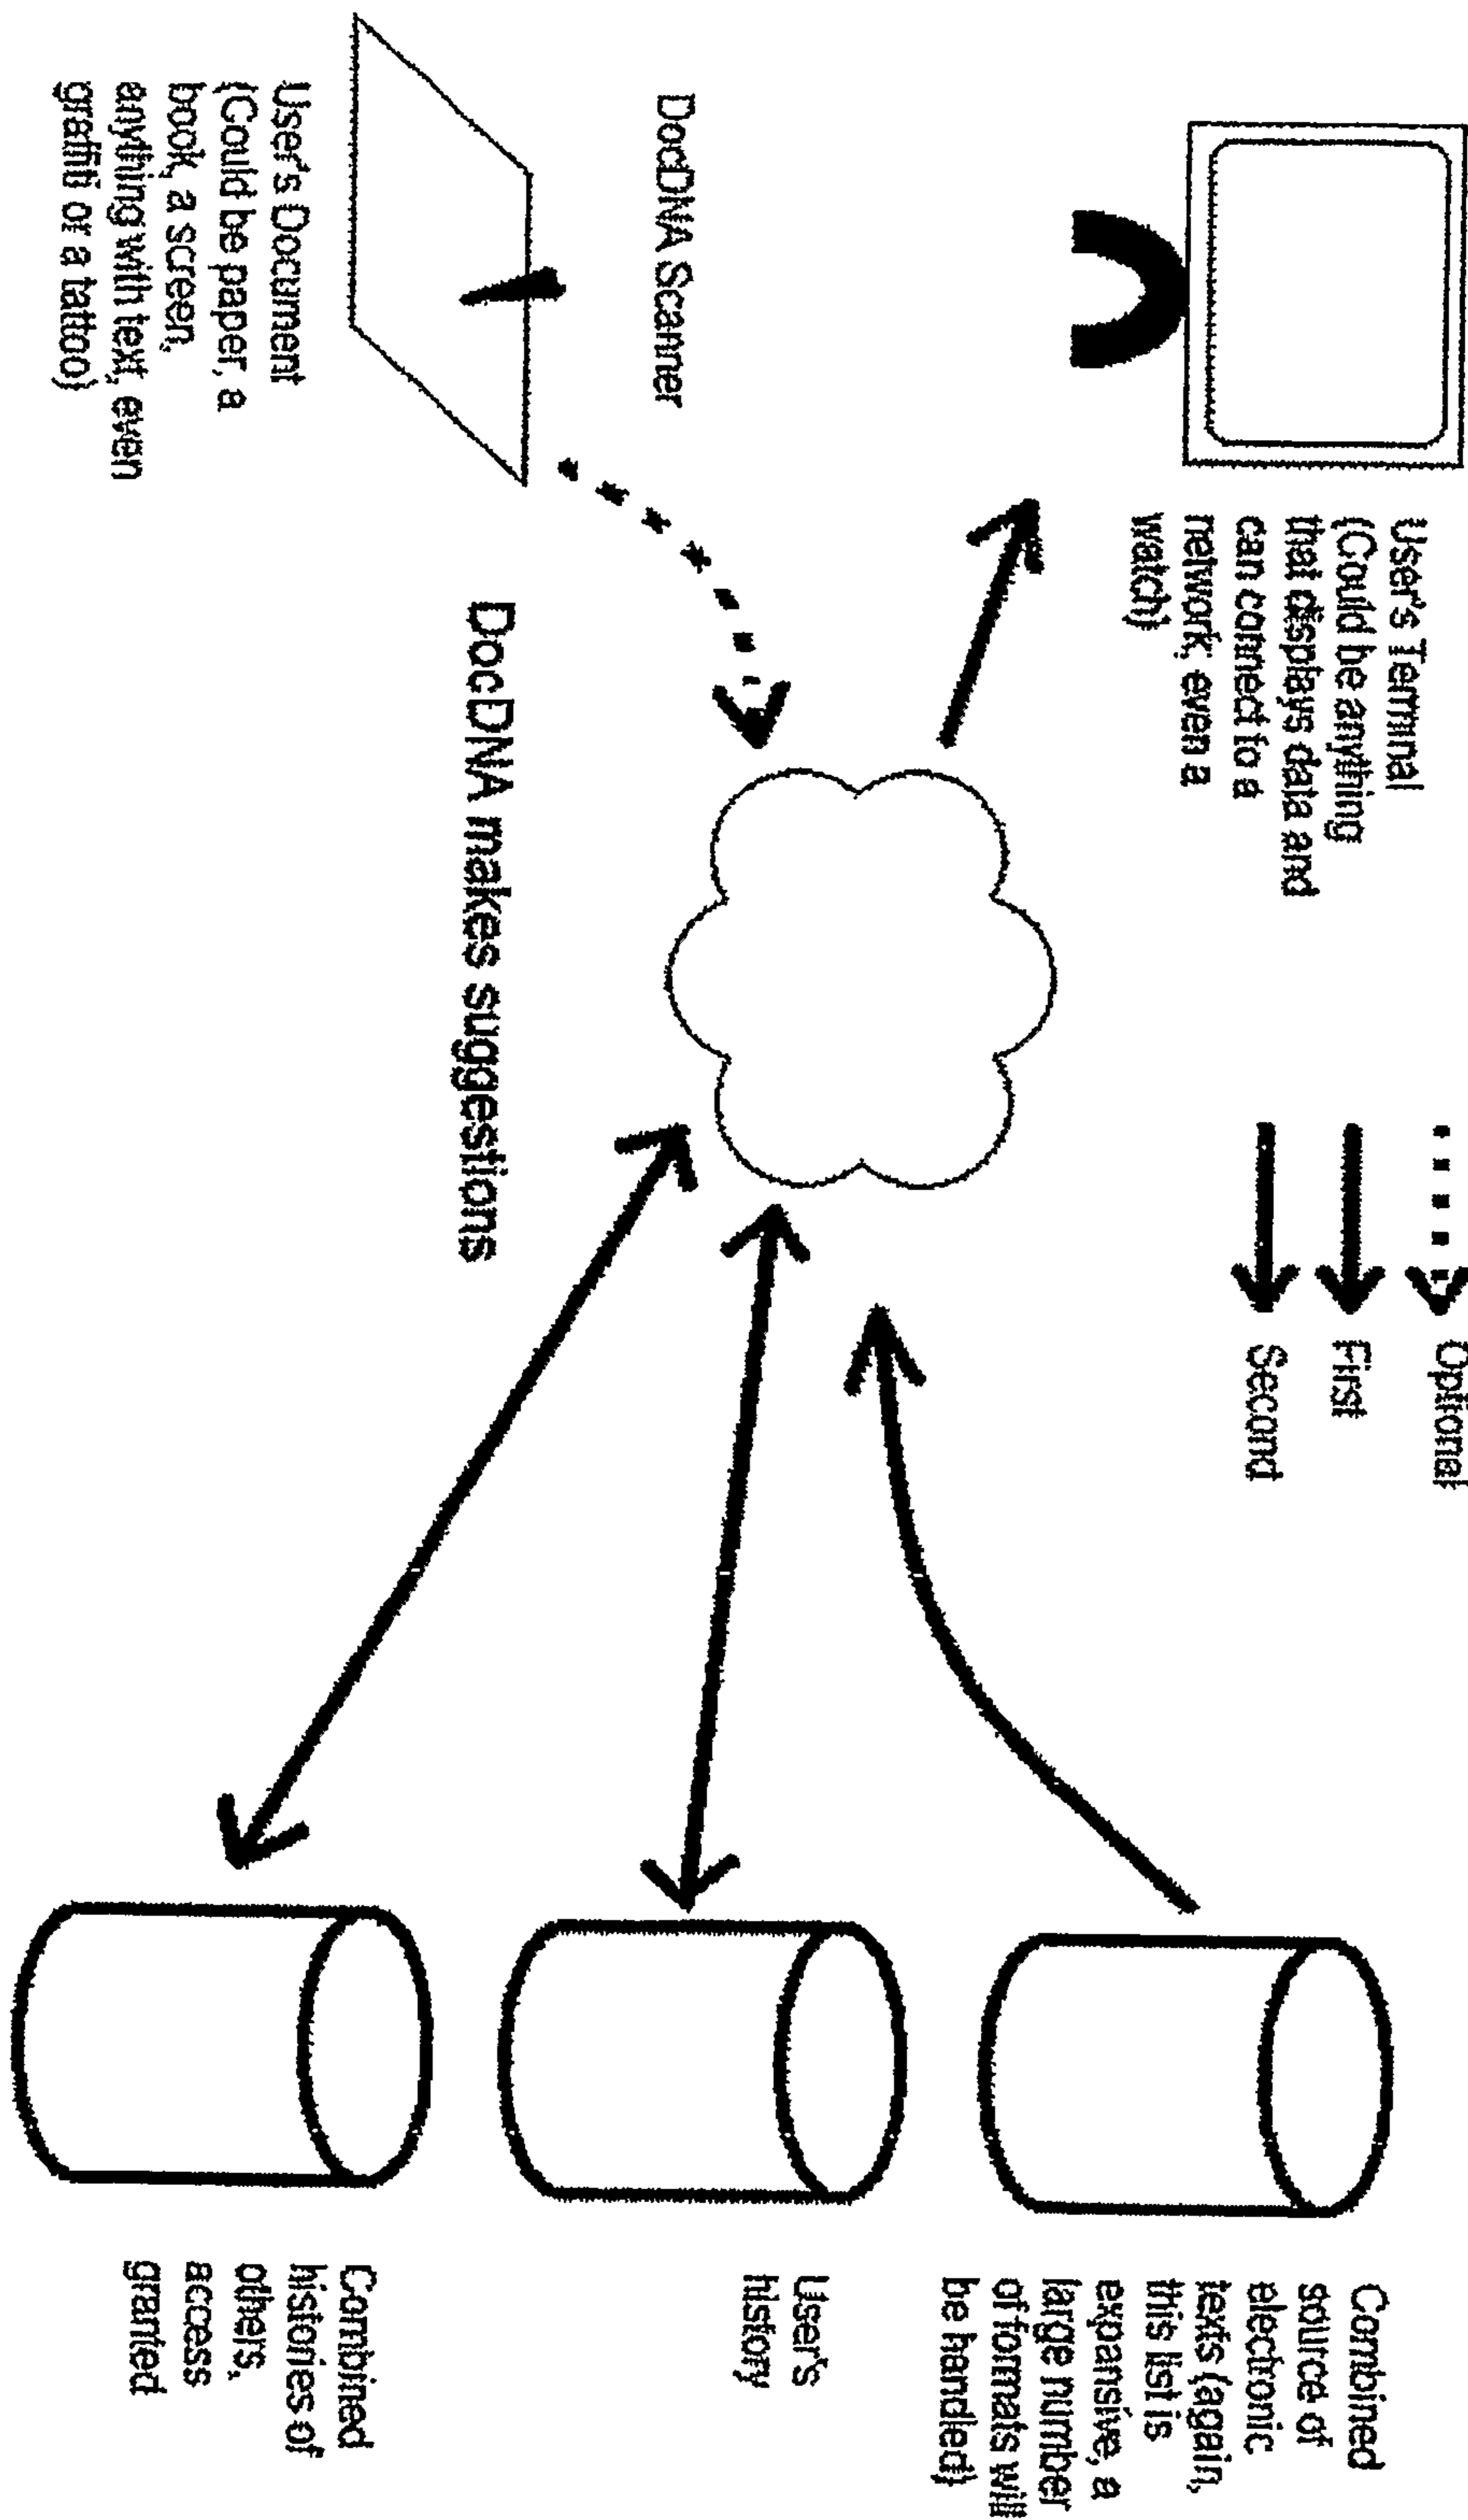 User's Terminal
(Could be anything
that displays data and
can connect to a
network, even a
watch)
Optional
First
Second
Combined
source of
electronic
texts (again,
this list is
expansive, a
large number
of formats will
be handled)
DocDNA Scanner
User's
history
DocDNA makes suggestions
User's Document
(Could be paper, a
book, a screen,
anything with text, even
graffiti or a tattoo)
Combined
histories of
others,
access
granted